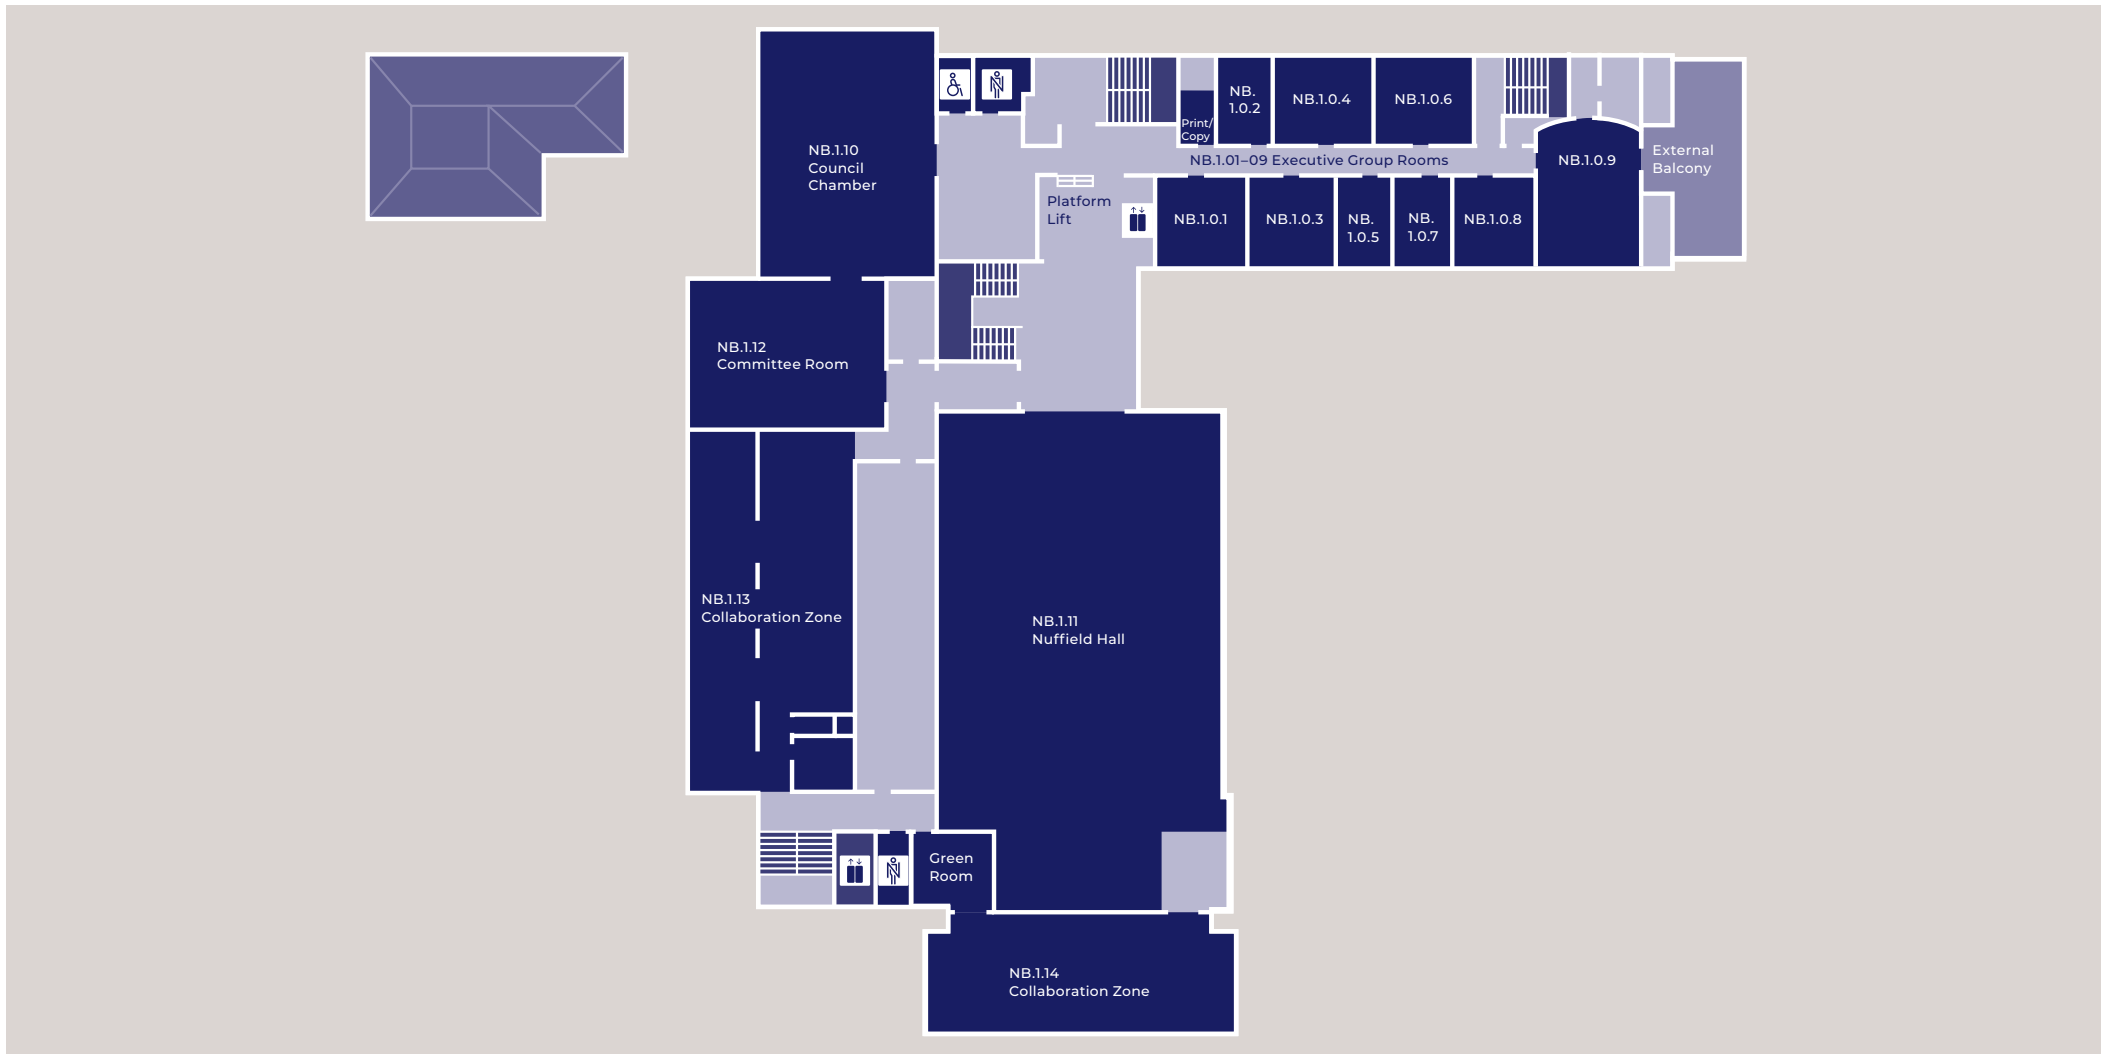 NB.1.10
Council
Chamber
Print/
Copy
NB.
1.0.2
NB.1.0.4
NB.1.0.6
NB.1.01–09 Executive Group Rooms
NB.1.0.9
External
Balcony
Platform
Lift
NB.1.0.1
NB.1.0.3
NB.
1.0.5
NB.
1.0.7
NB.1.0.8
NB.1.12
Committee Room
NB.1.13
Collaboration Zone
NB.1.11
Nuffield Hall
Green
Room
NB.1.14
Collaboration Zone